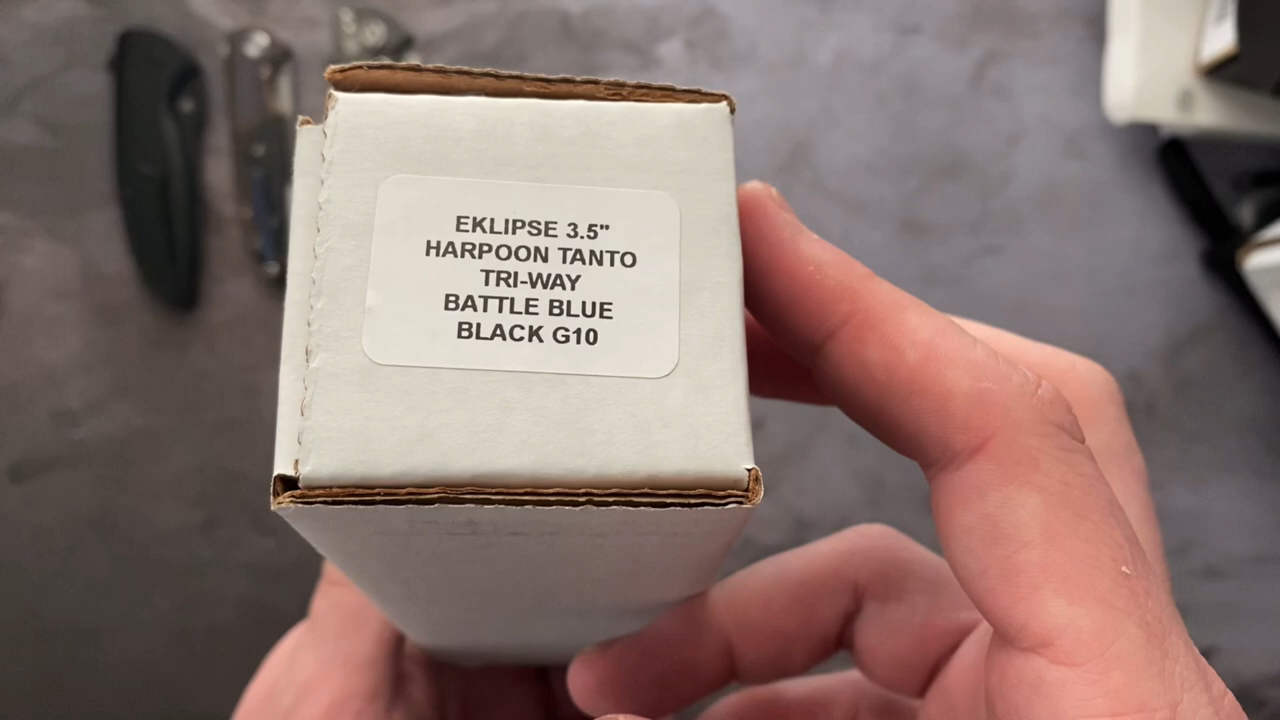 EKLIPSE 3.5"
HARPOON TANTO
TRI-WAY
BATTLE BLUE
BLACK G10